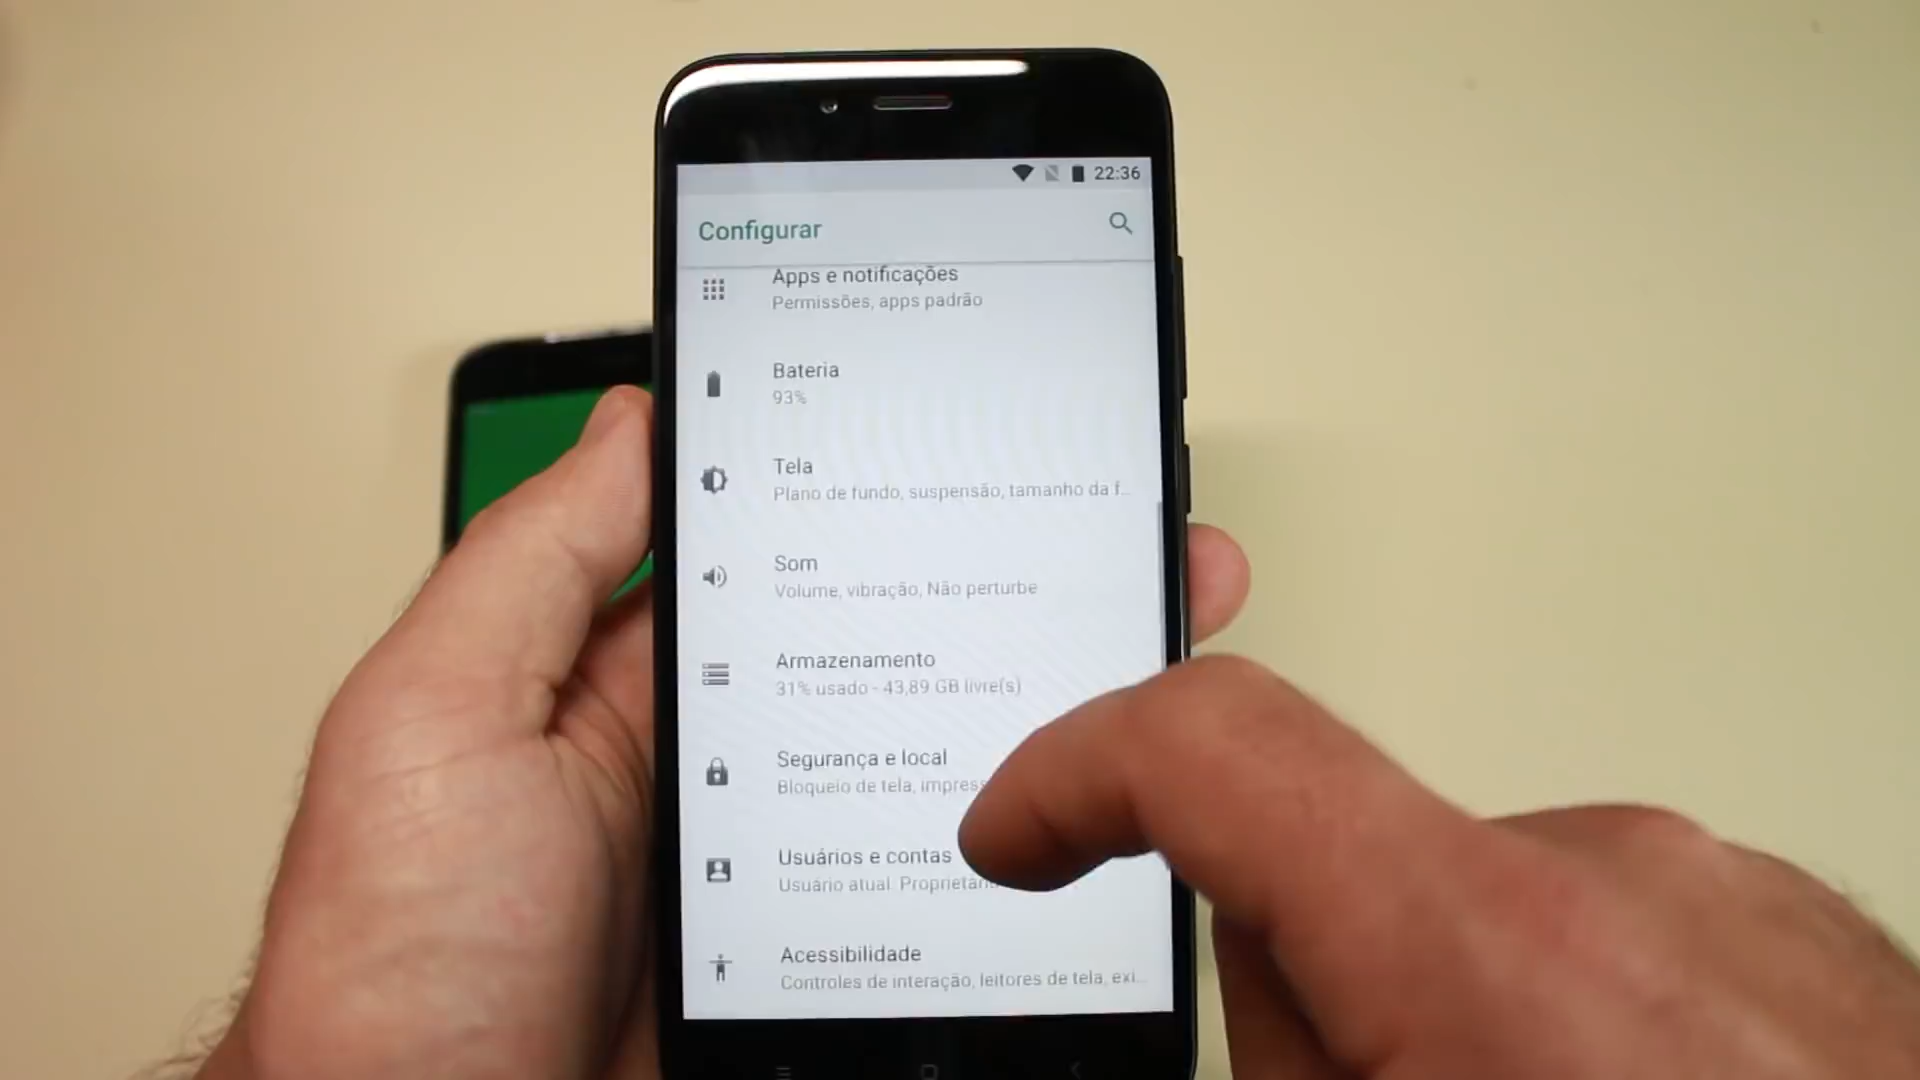 22:36
Configurar
Apps e notificações
Permissões, apps padrão
Bateria
93%
Tela
Plano de fundo, suspensão, tamanho da f...
Som
Volume, vibração, Não perturbe
Armazenamento
31% usado - 43,89 GB livre(s)
Segurança e local
Bloqueio de tela,
Usuários e contas
Usuário atual:
Acessibilidade
Controles de interação, leitores de tela, exi...